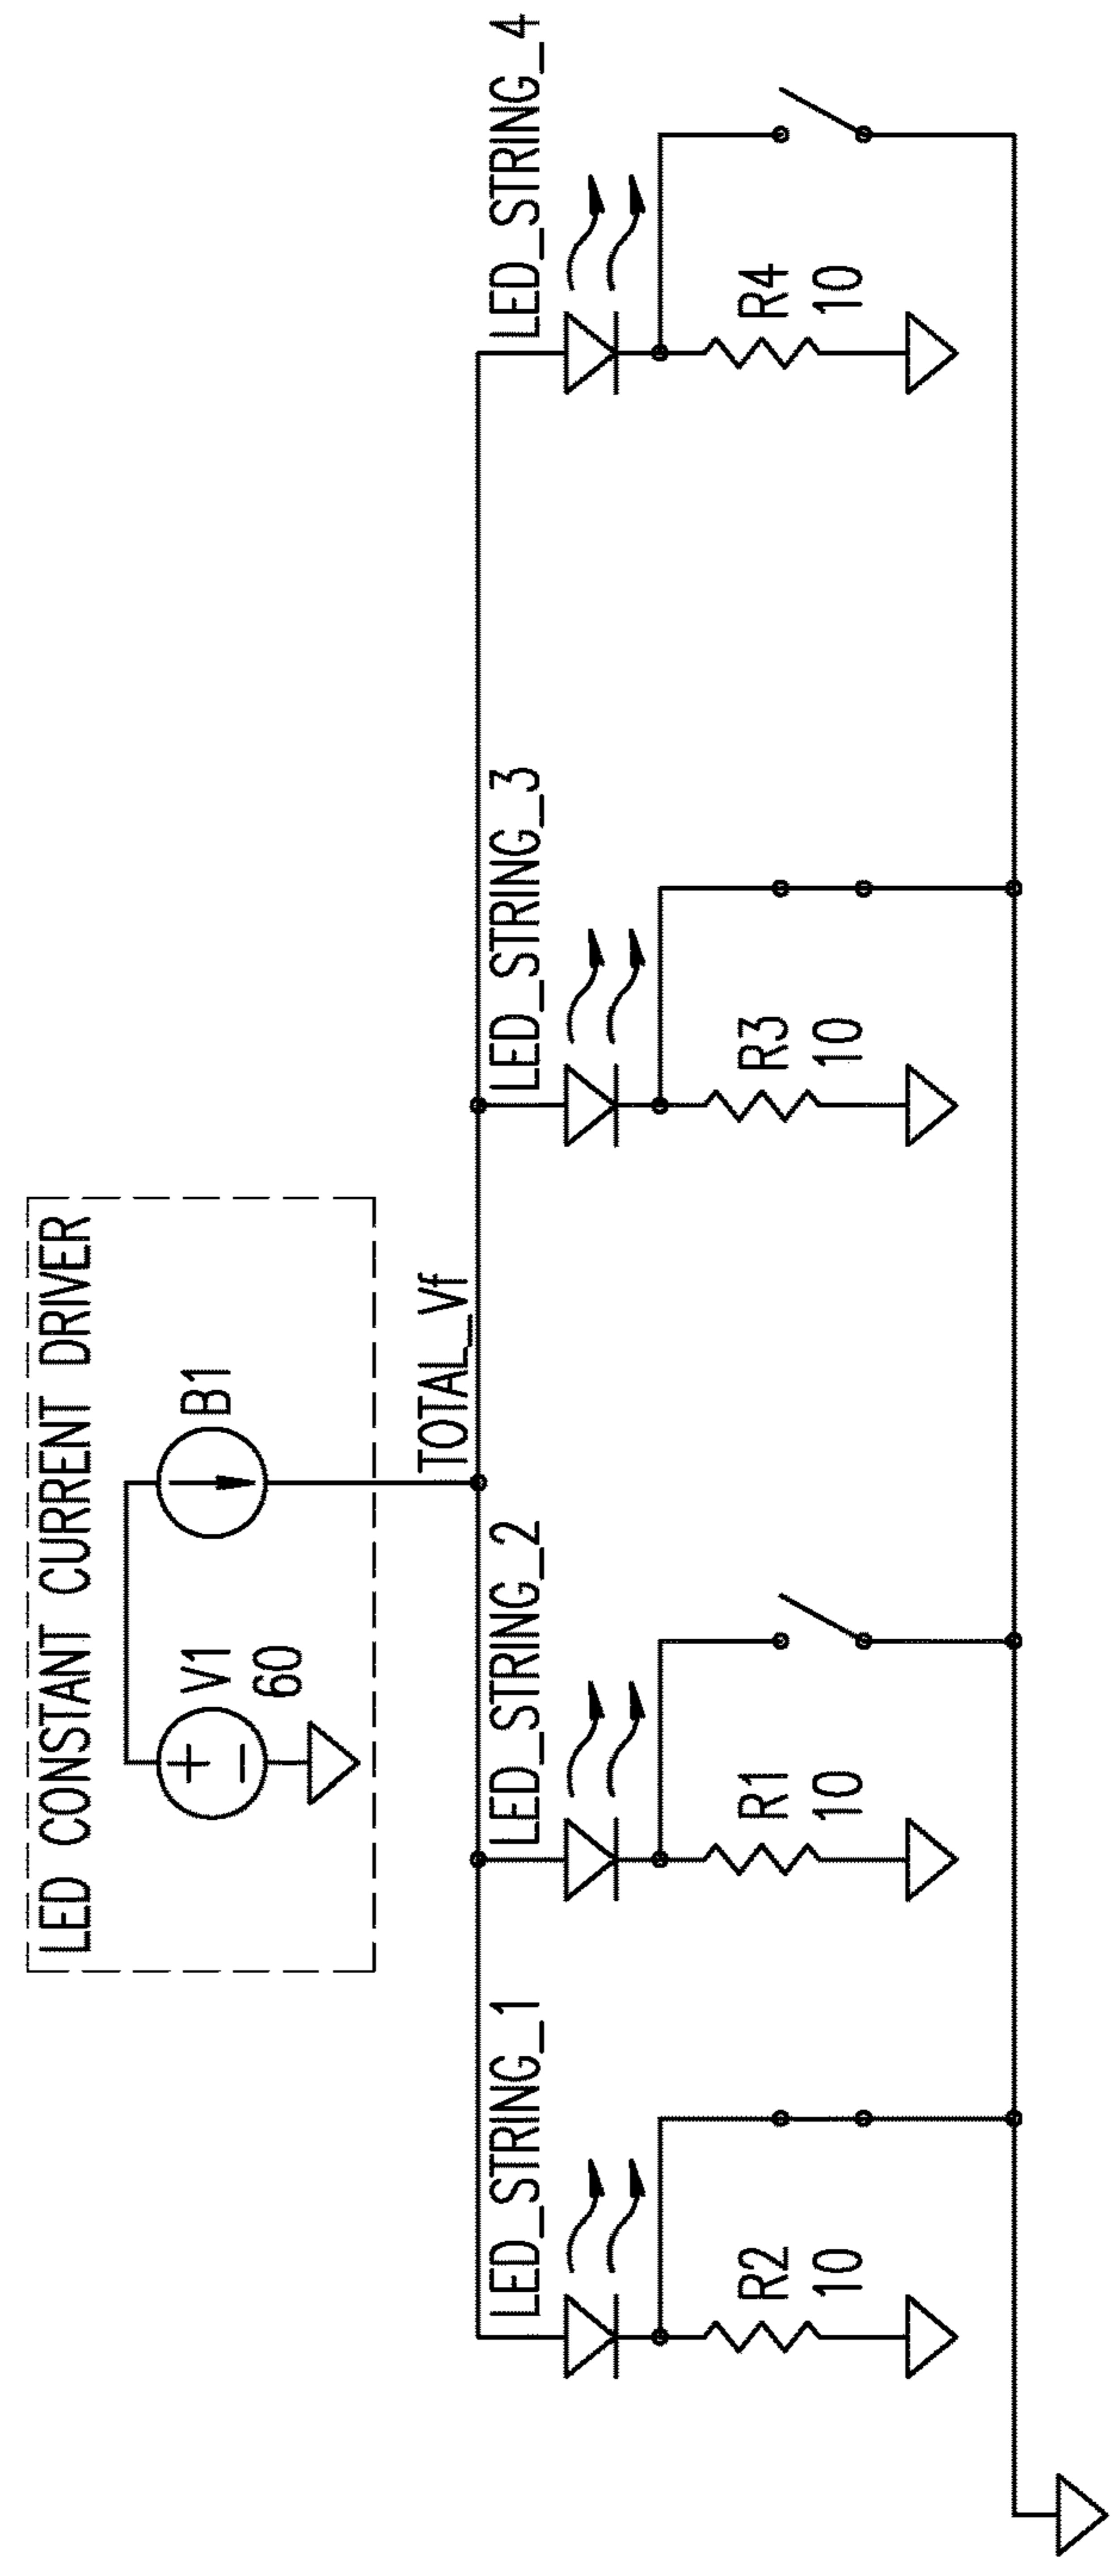 LED CONSTANT CURRENT DRIVER
V1
60
B1
TOTAL_Vf
LED_STRING_1
LED_STRING_2
LED_STRING_3
LED_STRING_4
R2
10
R1
10
R3
10
R4
10